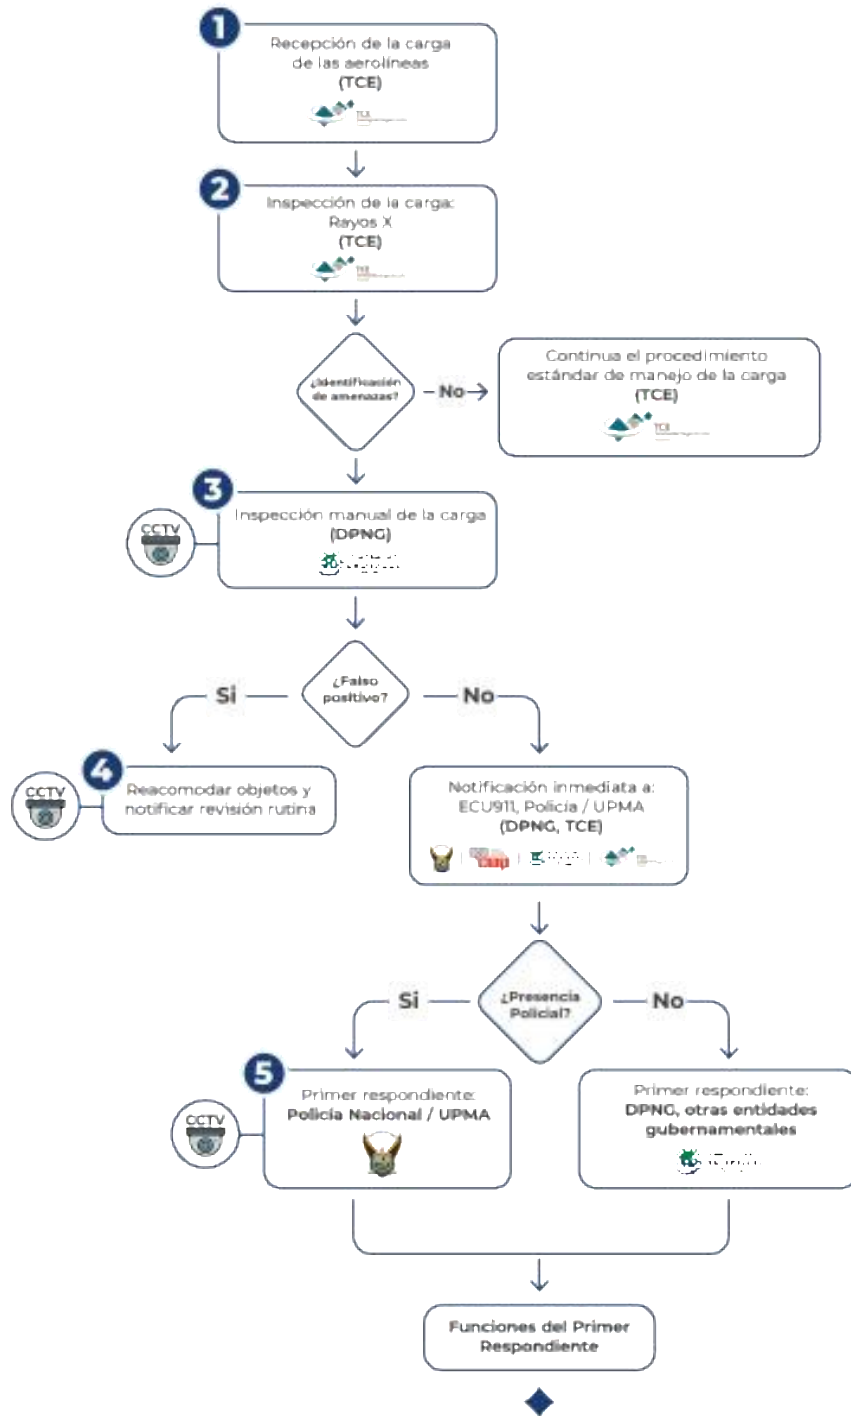 1
Recepción de la carga
de las aerolíneas
(TCE)
TCE
2
Inspección de la carga:
Rayos X
(TCE)
TCE
¿Identificación
de amenazas?
No
Continua el procedimiento
estándar de manejo de la carga
(TCE)
TCE
3
CCTV
Inspección manual de la carga
(DPNG)
¿Falso
positivo?
Si
No
4
CCTV
Reacomodar objetos y
notificar revisión rutina
Notificación inmediata a:
ECU911, Policía / UPMA
(DPNG, TCE)
¿Presencia
Policial?
Si
No
5
CCTV
Primer respondiente:
Policía Nacional / UPMA
Primer respondiente:
DPNG, otras entidades
gubernamentales
Funciones del Primer
Respondiente